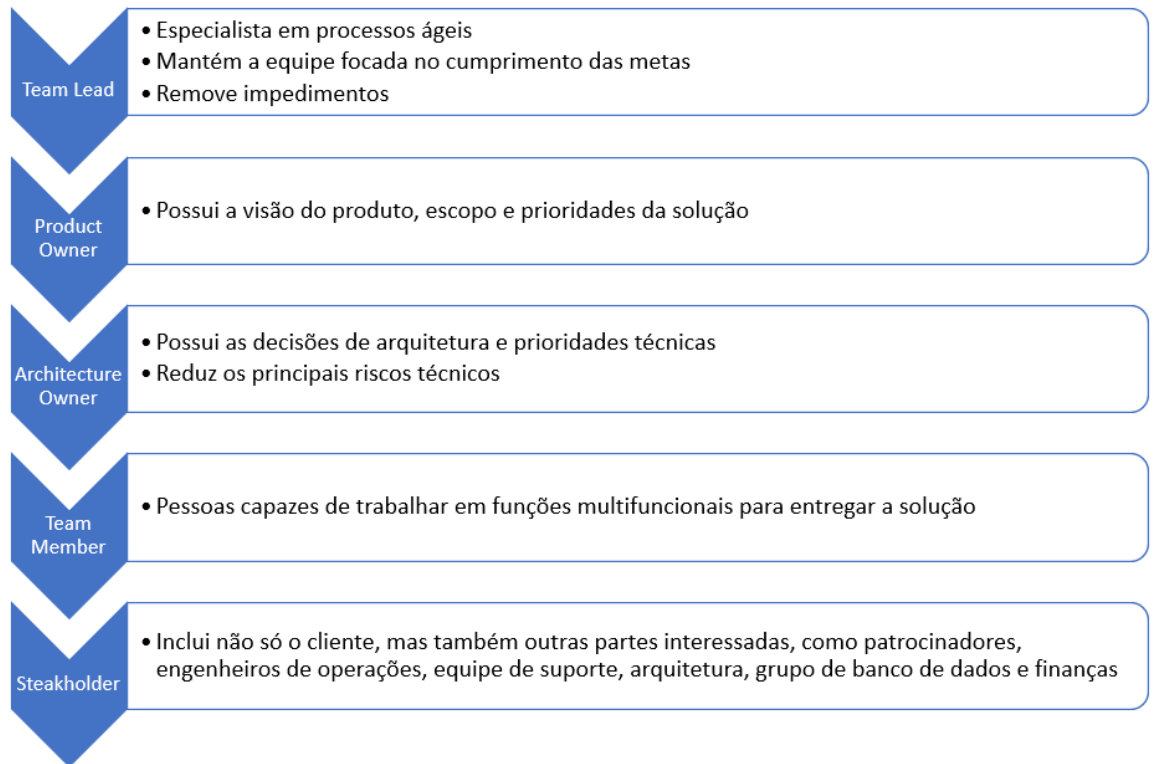 Team Lead
• Especialista em processos ágeis
• Mantém a equipe focada no cumprimento das metas
• Remove impedimentos
Product
Owner
• Possui a visão do produto, escopo e prioridades da solução
Architecture
Owner
• Possui as decisões de arquitetura e prioridades técnicas
• Reduz os principais riscos técnicos
Team
Member
• Pessoas capazes de trabalhar em funções multifuncionais para entregar a solução
Steakholder
• Inclui não só o cliente, mas também outras partes interessadas, como patrocinadores,
engenheiros de operações, equipe de suporte, arquitetura, grupo de banco de dados e finanças